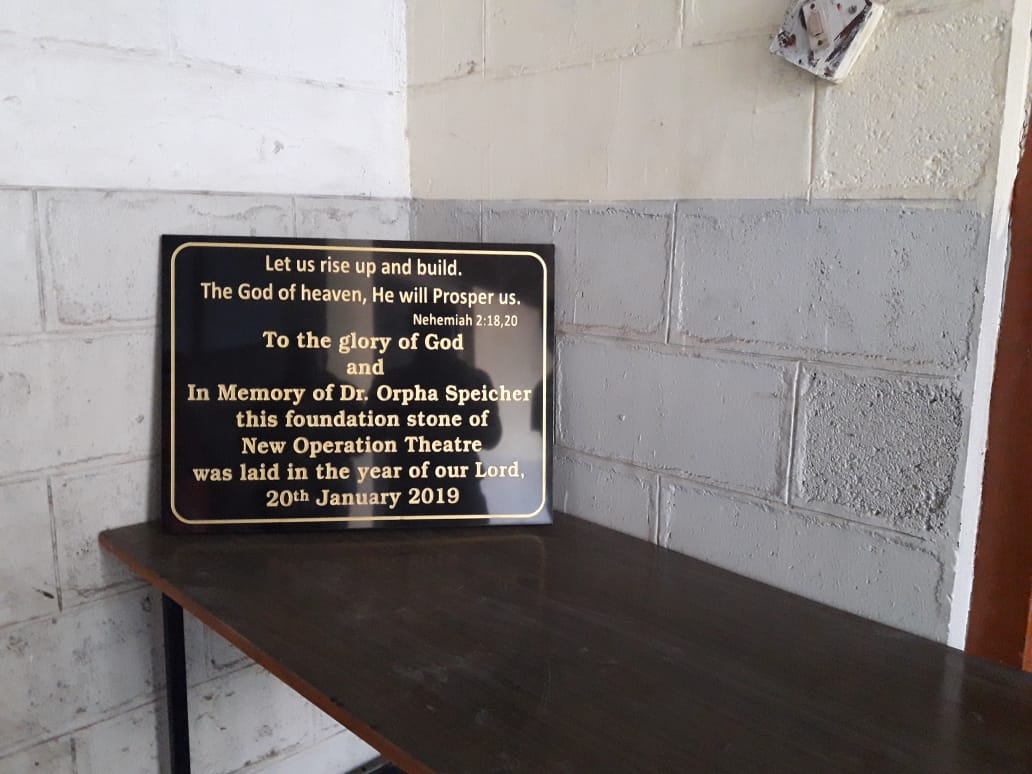 Let us rise up and build.
The God of heaven, He will Prosper us.
Nehemiah 2:18,20
To the glory of God
and
In Memory of Dr. Orpha Speicher
this foundation stone of
New Operation Theatre
was laid in the year of our Lord,
20th January 2019